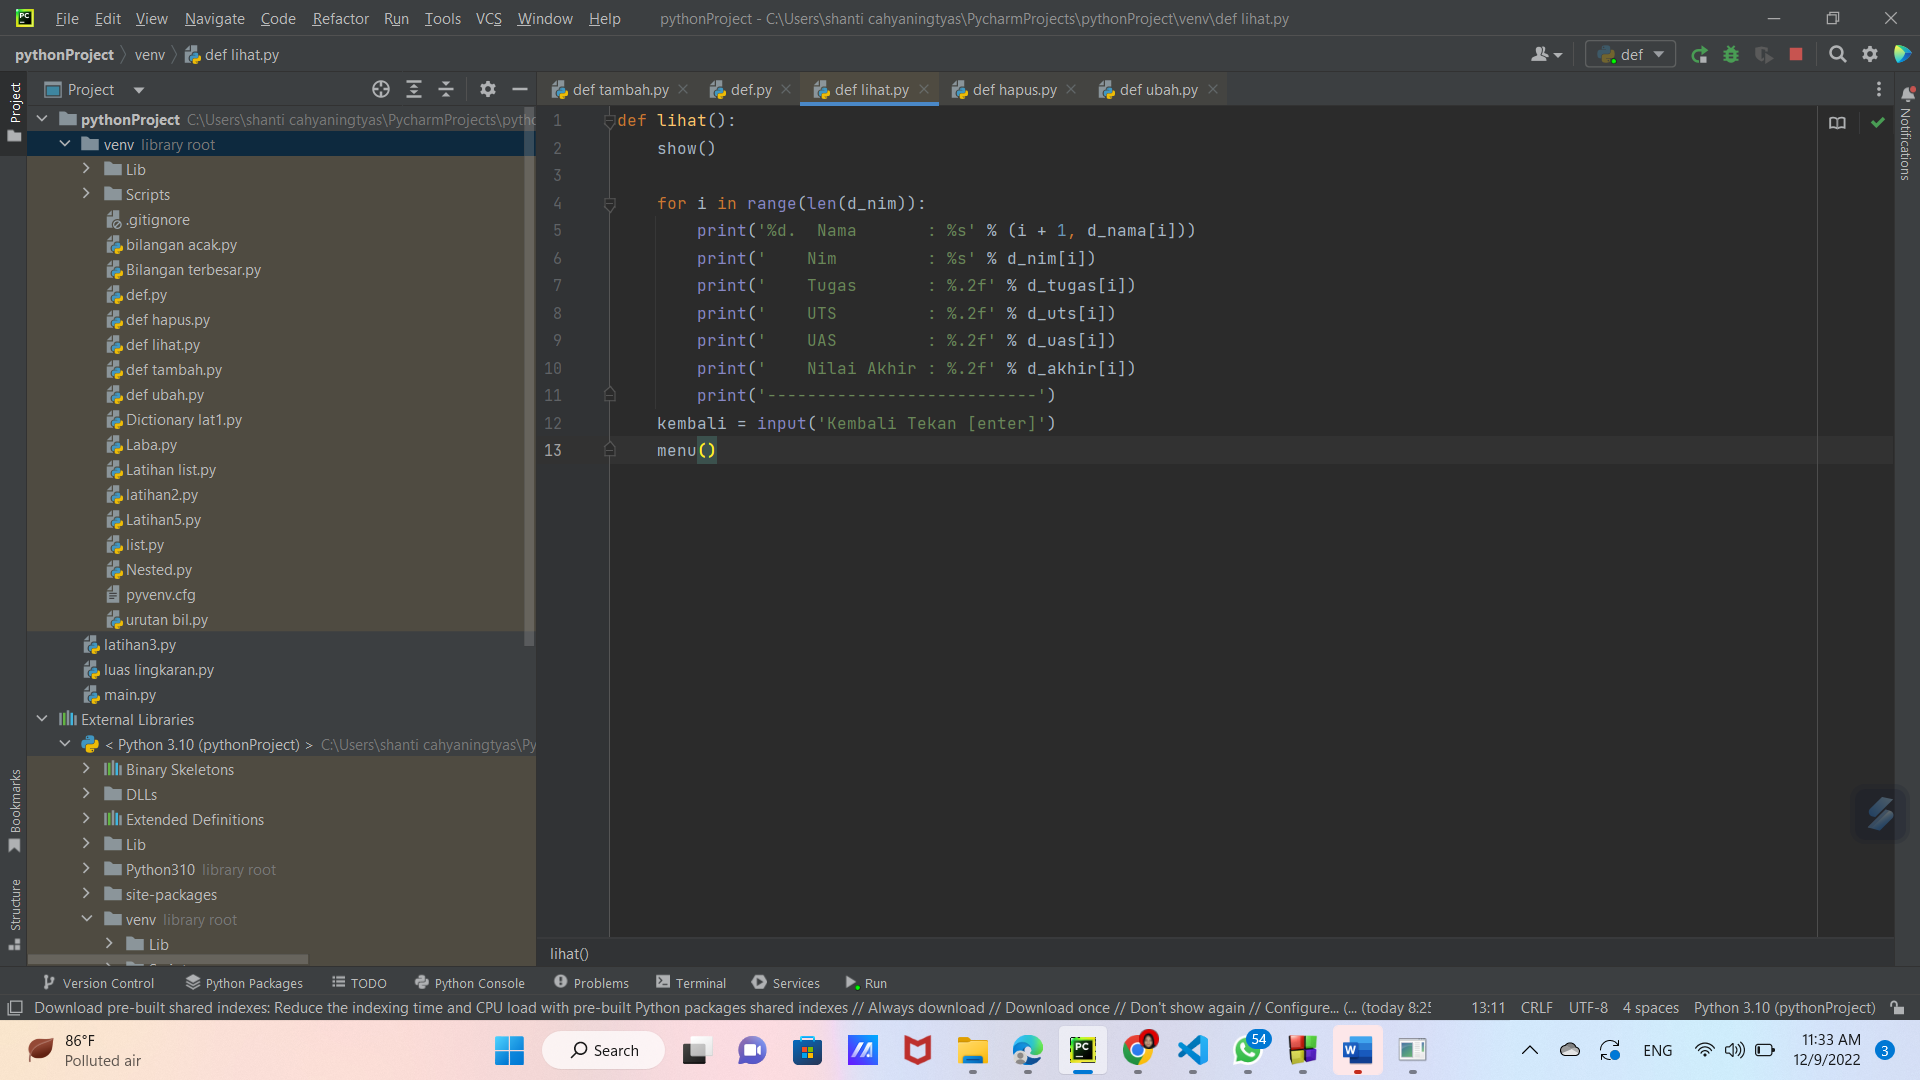 File Edit View Navigate Code Refactor Run Tools VCS Window Help pythonProject - C:\Users\shanti cahyaningtyas\PycharmProjects\pythonProject\venv\def lihat.py
pythonProject venv def lihat.py def
Project
def tambah.py def.py def lihat.py def hapus.py def ubah.py
Project
Notifications
pythonProject C:\Users\shanti cahyaningtyas\PycharmProjects\pytho
venv library root
Lib
Scripts
.gitignore
bilangan acak.py
Bilangan terbesar.py
def.py
def hapus.py
def lihat.py
def tambah.py
def ubah.py
Dictionary lat1.py
Laba.py
Latihan list.py
latihan2.py
Latihan5.py
list.py
Nested.py
pyvenv.cfg
urutan bil.py
latihan3.py
luas lingkaran.py
main.py
External Libraries
< Python 3.10 (pythonProject) > C:\Users\shanti cahyaningtyas\Py
Binary Skeletons
DLLs
Extended Definitions
Lib
Python310 library root
site-packages
venv library root
Lib
Bookmarks
Structure
1 def lihat():
2     show()
3
4     for i in range(len(d_nim)):
5         print('%d.  Nama       : %s' % (i + 1, d_nama[i]))
6         print('    Nim         : %s' % d_nim[i])
7         print('    Tugas       : %.2f' % d_tugas[i])
8         print('    UTS         : %.2f' % d_uts[i])
9         print('    UAS         : %.2f' % d_uas[i])
10         print('    Nilai Akhir : %.2f' % d_akhir[i])
11         print('---------------------------')
12     kembali = input('Kembali Tekan [enter]')
13     menu()
lihat()
Version Control Python Packages TODO Python Console Problems Terminal Services Run
Download pre-built shared indexes: Reduce the indexing time and CPU load with pre-built Python packages shared indexes // Always download // Download once // Don't show again // Configure... (... (today 8:25 13:11 CRLF UTF-8 4 spaces Python 3.10 (pythonProject)
86°F
Polluted air
Search
PC
54
W
ENG
11:33 AM
12/9/2022
3